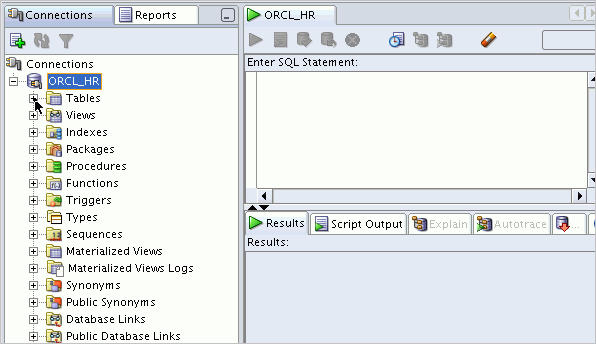 Connections
Reports
Connections
ORCL_HR
Tables
Views
Indexes
Packages
Procedures
Functions
Triggers
Types
Sequences
Materialized Views
Materialized Views Logs
Synonyms
Public Synonyms
Database Links
Public Database Links
ORCL_HR
Enter SQL Statement:
Results
Script Output
Explain
Autotrace
...
Results: